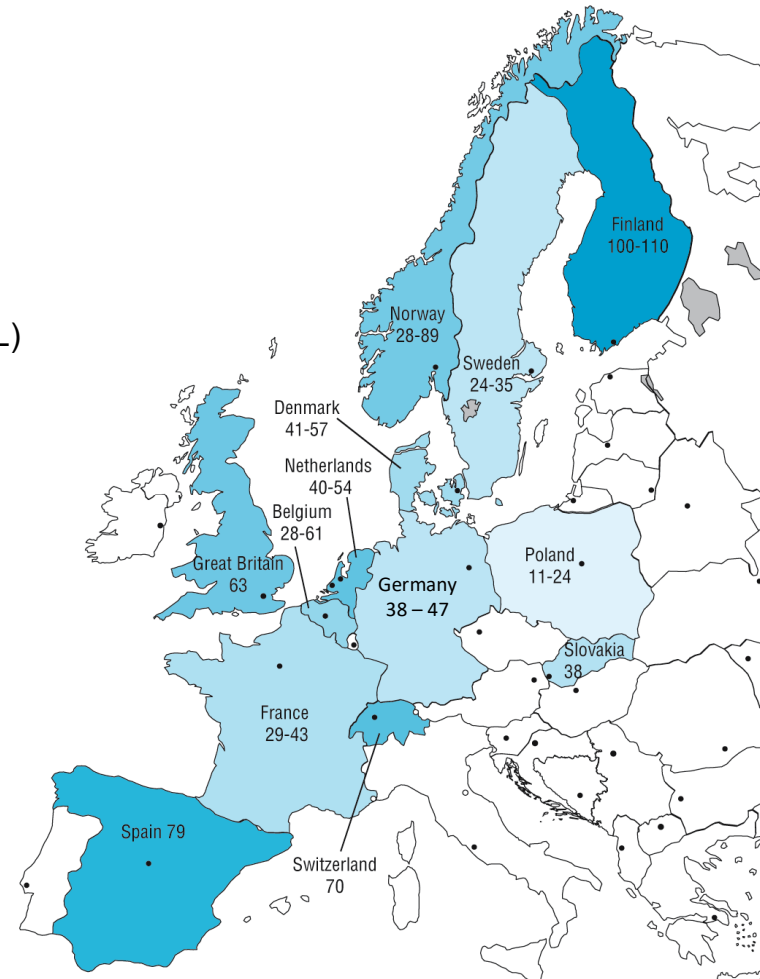 Finland
100-110
Norway
28-89
L)
Sweden
24-35
Denmark
41-57
Netherlands
40-54
Belgium
28-61
Great Britain
63
Germany
38 – 47
Poland
11-24
Slovakia
38
France
29-43
Spain 79
Switzerland
70